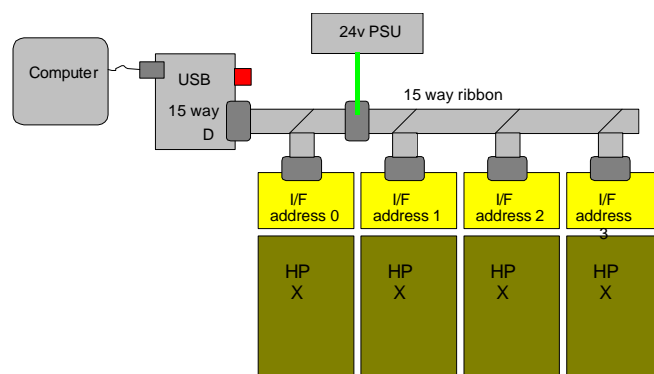 24v PSU
Computer
USB
15 way
D
15 way ribbon
I/F
address 0
I/F
address 1
I/F
address 2
I/F
address
3
HP
X
HP
X
HP
X
HP
X